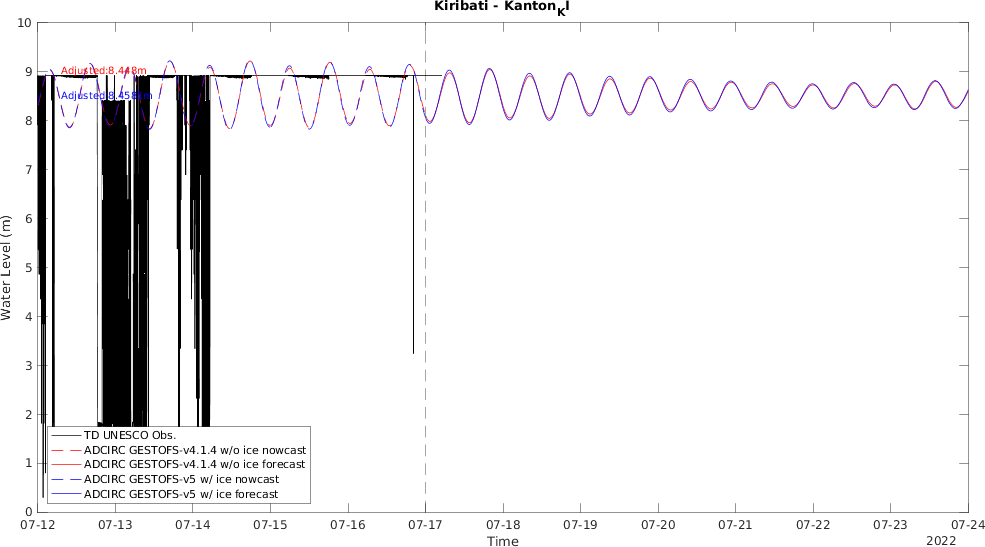 Kiribati - Kanton_KI
10
9
8
7
6
5
4
3
2
1
0
Water Level (m)
Adjusted:8.448m
Adjusted:8.458m
TD UNESCO Obs.
ADCIRC GESTOFS-v4.1.4 w/o ice nowcast
ADCIRC GESTOFS-v4.1.4 w/o ice forecast
ADCIRC GESTOFS-v5 w/ ice nowcast
ADCIRC GESTOFS-v5 w/ ice forecast
07-12 07-13 07-14 07-15 07-16 07-17 07-18 07-19 07-20 07-21 07-22 07-23 07-24
Time
2022